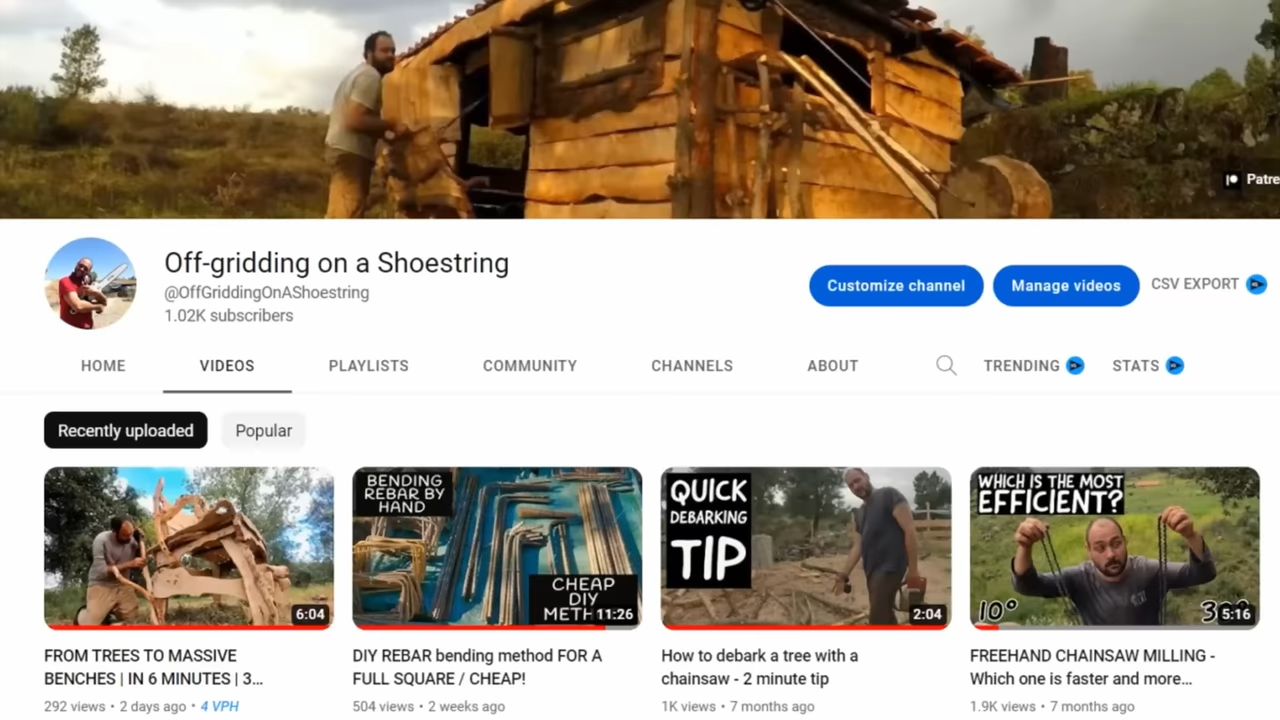 Patre
Off-gridding on a Shoestring
@OffGriddingOnAShoestring
1.02K subscribers
Customize channel
Manage videos
CSV EXPORT
HOME
VIDEOS
PLAYLISTS
COMMUNITY
CHANNELS
ABOUT
TRENDING
STATS
Recently uploaded
Popular
6:04
FROM TREES TO MASSIVE
BENCHES | IN 6 MINUTES | 3...
292 views • 2 days ago • 4 VPH
BENDING
REBAR BY
HAND
CHEAP
DIY
METH
11:26
DIY REBAR bending method FOR A
FULL SQUARE / CHEAP!
504 views • 2 weeks ago
QUICK
DEBARKING
TIP
2:04
How to debark a tree with a
chainsaw - 2 minute tip
1K views • 7 months ago
WHICH IS THE MOST
EFFICIENT?
10°
5:16
FREEHAND CHAINSAW MILLING -
Which one is faster and more...
1.9K views • 7 months ago